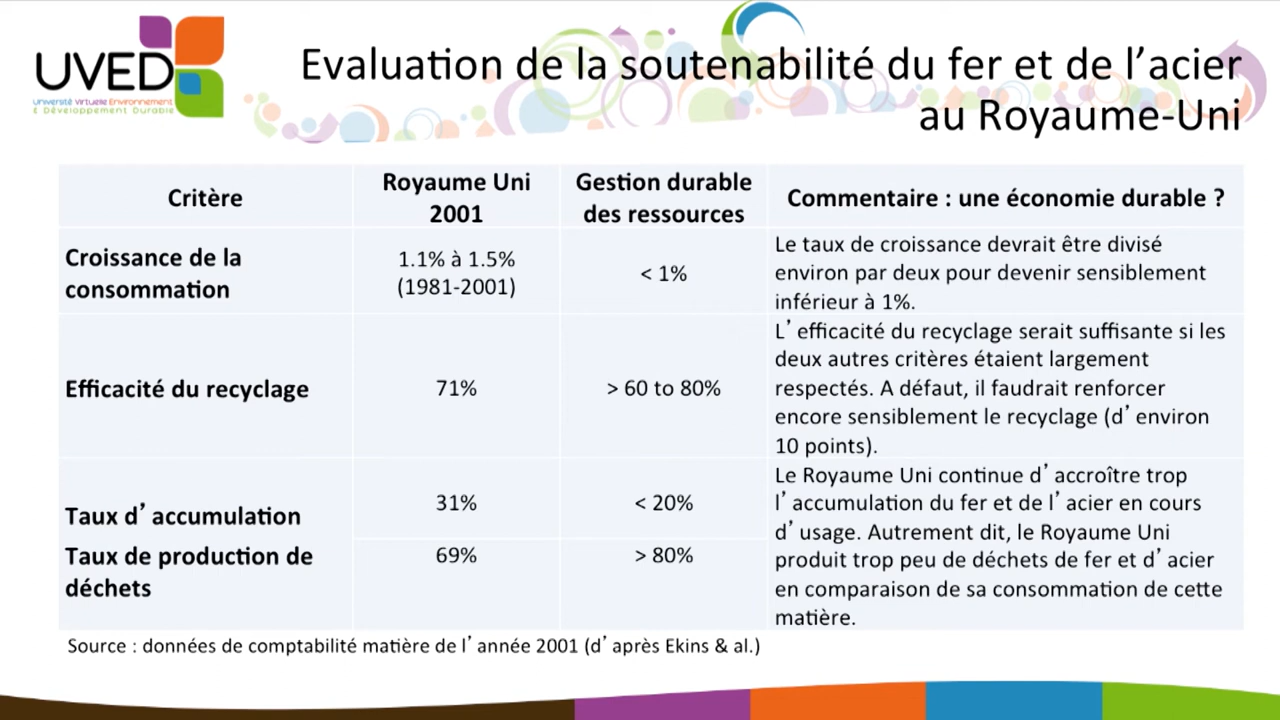 UVED
Université Virtuelle Environnement
& Développement Durable
Evaluation de la soutenabilité du fer et de l’acier
au Royaume-Uni
Critère
Royaume Uni
2001
Gestion durable
des ressources
Commentaire : une économie durable ?
Croissance de la
consommation
1.1% à 1.5%
(1981-2001)
< 1%
Le taux de croissance devrait être divisé
environ par deux pour devenir sensiblement
inférieur à 1%.
Efficacité du recyclage
71%
> 60 to 80%
L’ efficacité du recyclage serait suffisante si les
deux autres critères étaient largement
respectés. A défaut, il faudrait renforcer
encore sensiblement le recyclage (d’ environ
10 points).
Taux d’ accumulation
31%
< 20%
Taux de production de
déchets
69%
> 80%
Le Royaume Uni continue d’ accroître trop
l’ accumulation du fer et de l’ acier en cours
d’ usage. Autrement dit, le Royaume Uni
produit trop peu de déchets de fer et d’ acier
en comparaison de sa consommation de cette
matière.
Source : données de comptabilité matière de l’ année 2001 (d’ après Ekins & al.)